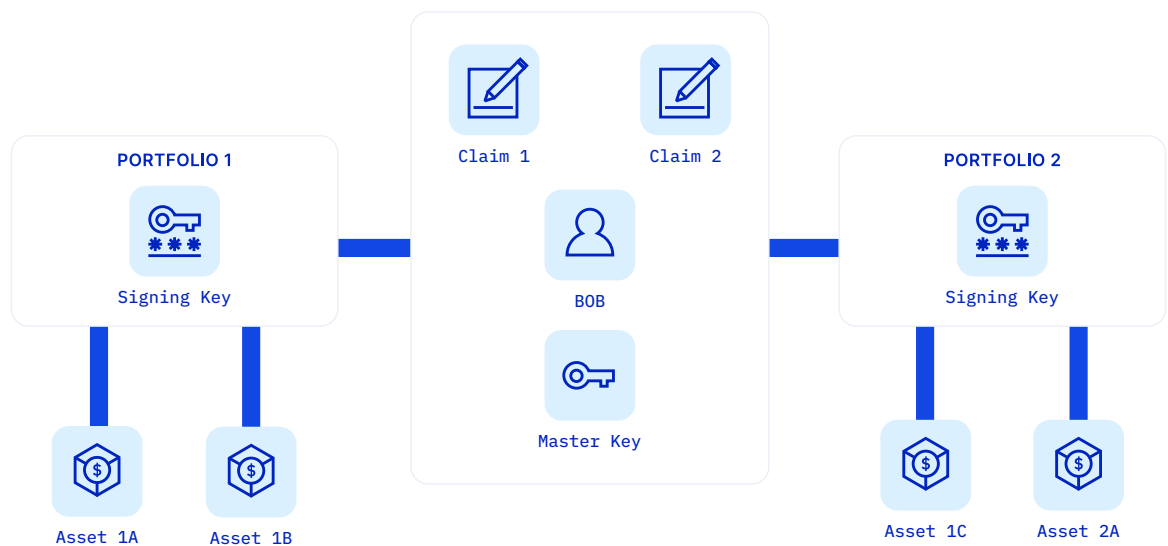 Claim 1
Claim 2
PORTFOLIO 1
Signing Key
BOB
Master Key
PORTFOLIO 2
Signing Key
$
Asset 1A
$
Asset 1B
$
Asset 1C
$
Asset 2A